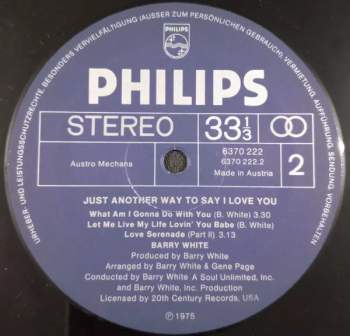 URHEBER- UND LEISTUNGSSCHUTZRECHTE, BESONDERS VERVIELFÄLTIGUNG (AUSSER ZUM PERSÖNLICHEN GEBRAUCH), VERMIETUNG, AUFFÜHRUNG, SENDUNG VORBEHALTEN
PHILIPS
PHILIPS
STEREO
33 1/3
Austro Mechana
6370 222
6370 222.2
Made in Austria
2
JUST ANOTHER WAY TO SAY I LOVE YOU
What Am I Gonna Do With You (B. White) 3.30
Let Me Live My Life Lovin' You Babe (B. White)
Love Serenade (Part II) 3.13
BARRY WHITE
Produced by Barry White
Arranged by Barry White & Gene Page
Conducted by Barry White A Soul Unlimited, Inc.
and Barry White, Inc. Production
Licensed by 20th Century Records, USA
Ⓟ 1975